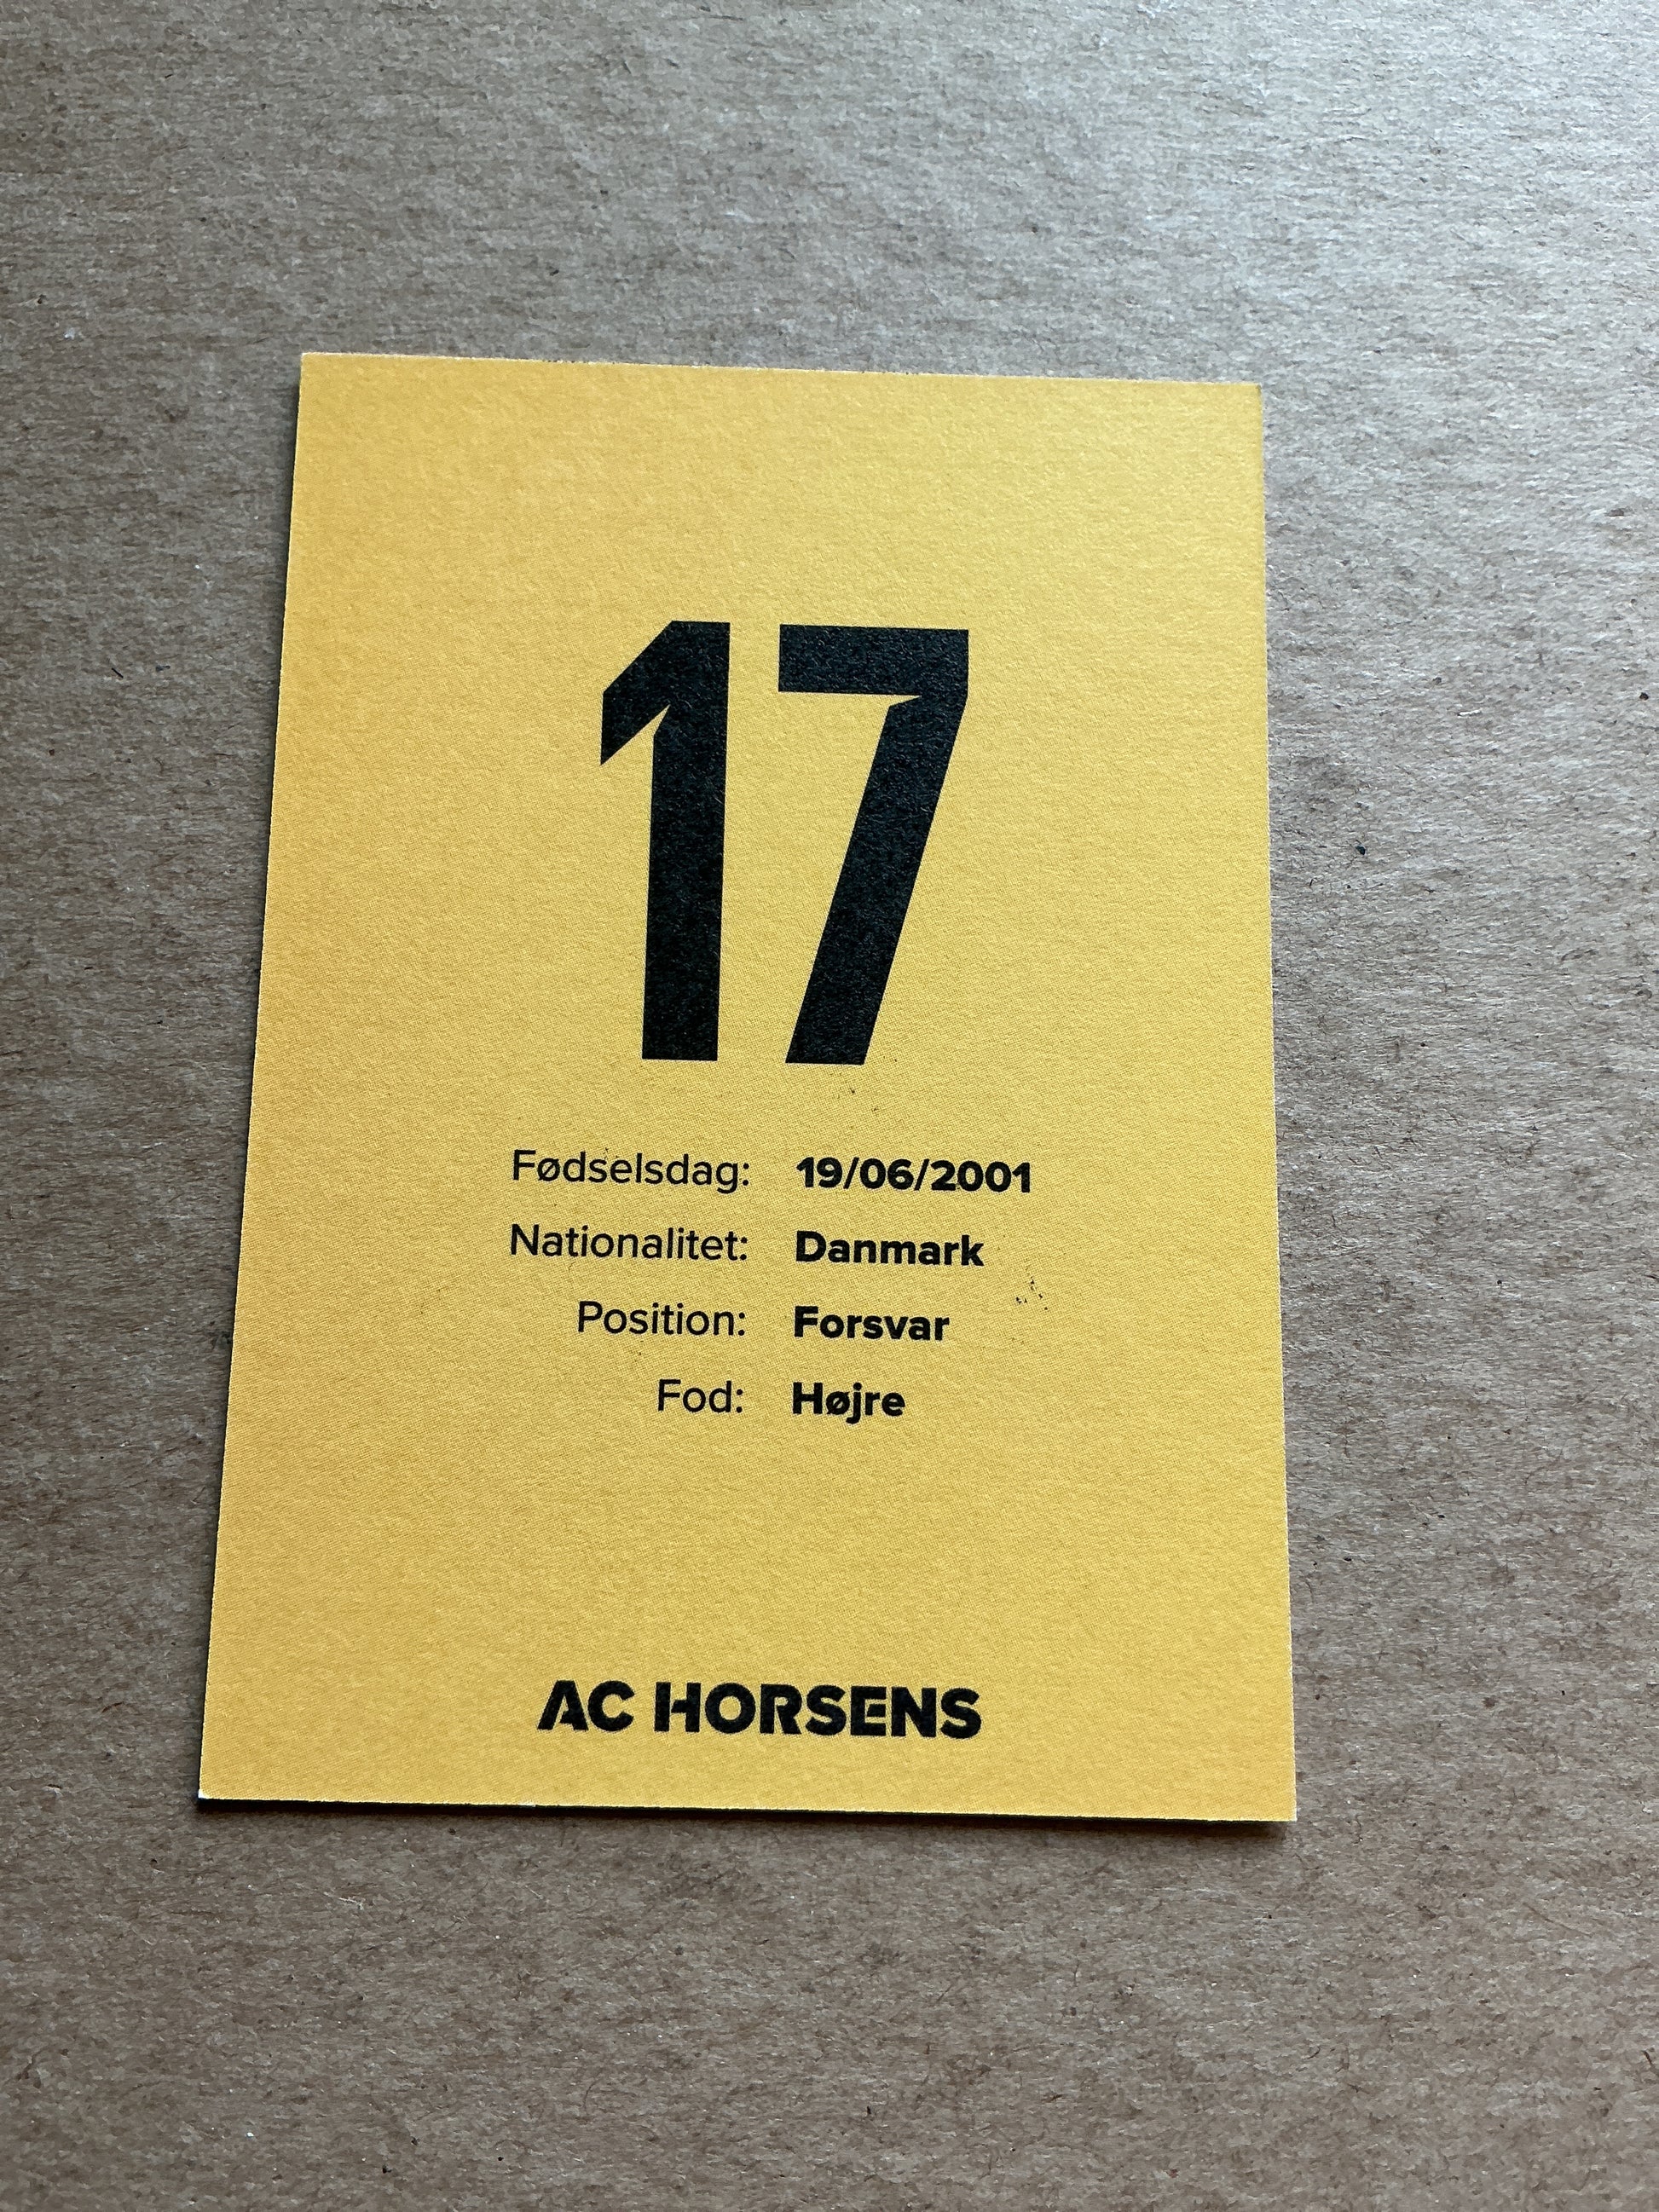 17
Fødselsdag: 19/06/2001
Nationalitet: Danmark
Position: Forsvar
Fod: Højre
AC HORSENS